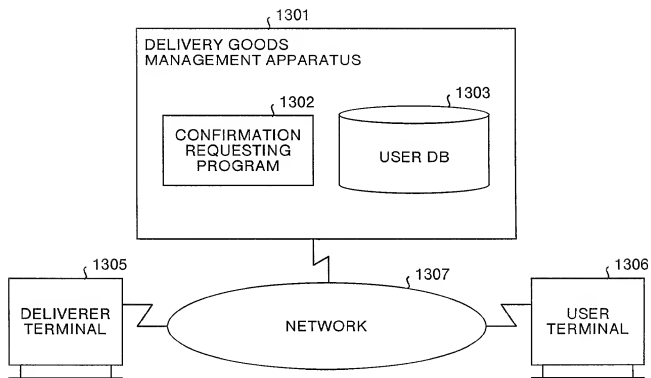 1301
DELIVERY GOODS
MANAGEMENT APPARATUS
1302
CONFIRMATION
REQUESTING
PROGRAM
1303
USER DB
1305
DELIVERER
TERMINAL
1307
NETWORK
1306
USER
TERMINAL